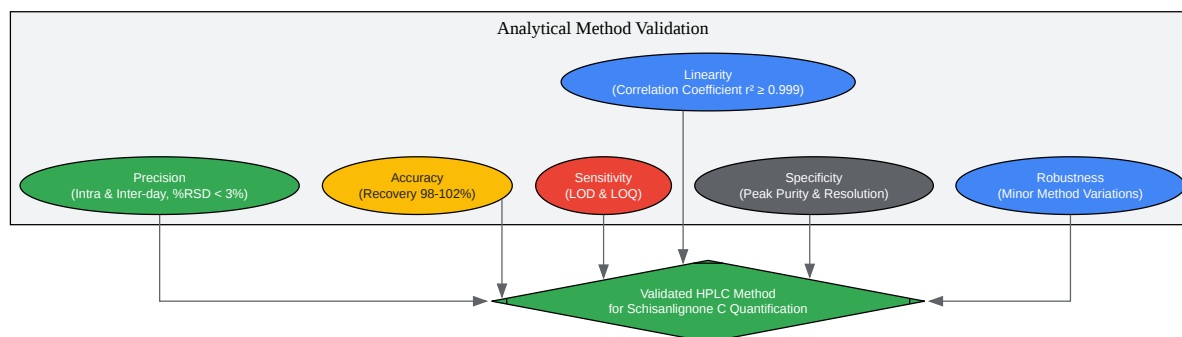 Analytical Method Validation
Linearity
(Correlation Coefficient r² ≥ 0.999)
Precision
(Intra & Inter-day, %RSD < 3%)
Accuracy
(Recovery 98-102%)
Sensitivity
(LOD & LOQ)
Specificity
(Peak Purity & Resolution)
Robustness
(Minor Method Variations)
Validated HPLC Method
for Schisanlignone C Quantification